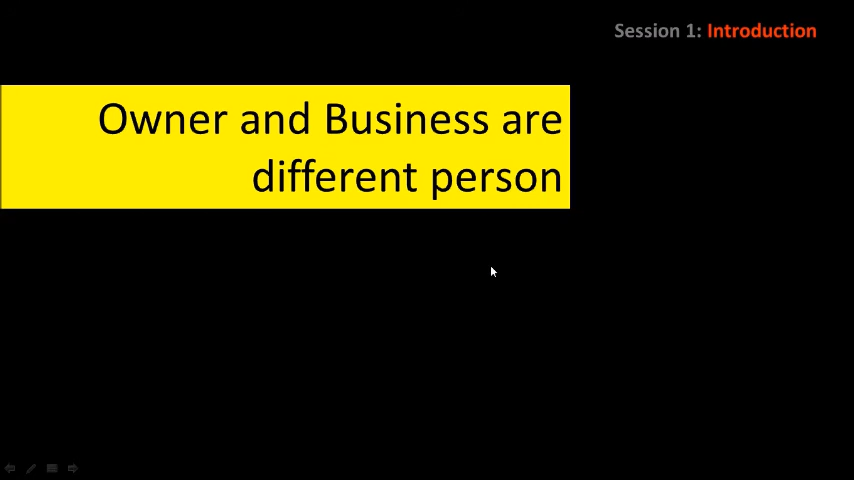 Session 1: Introduction
Owner and Business are
different person